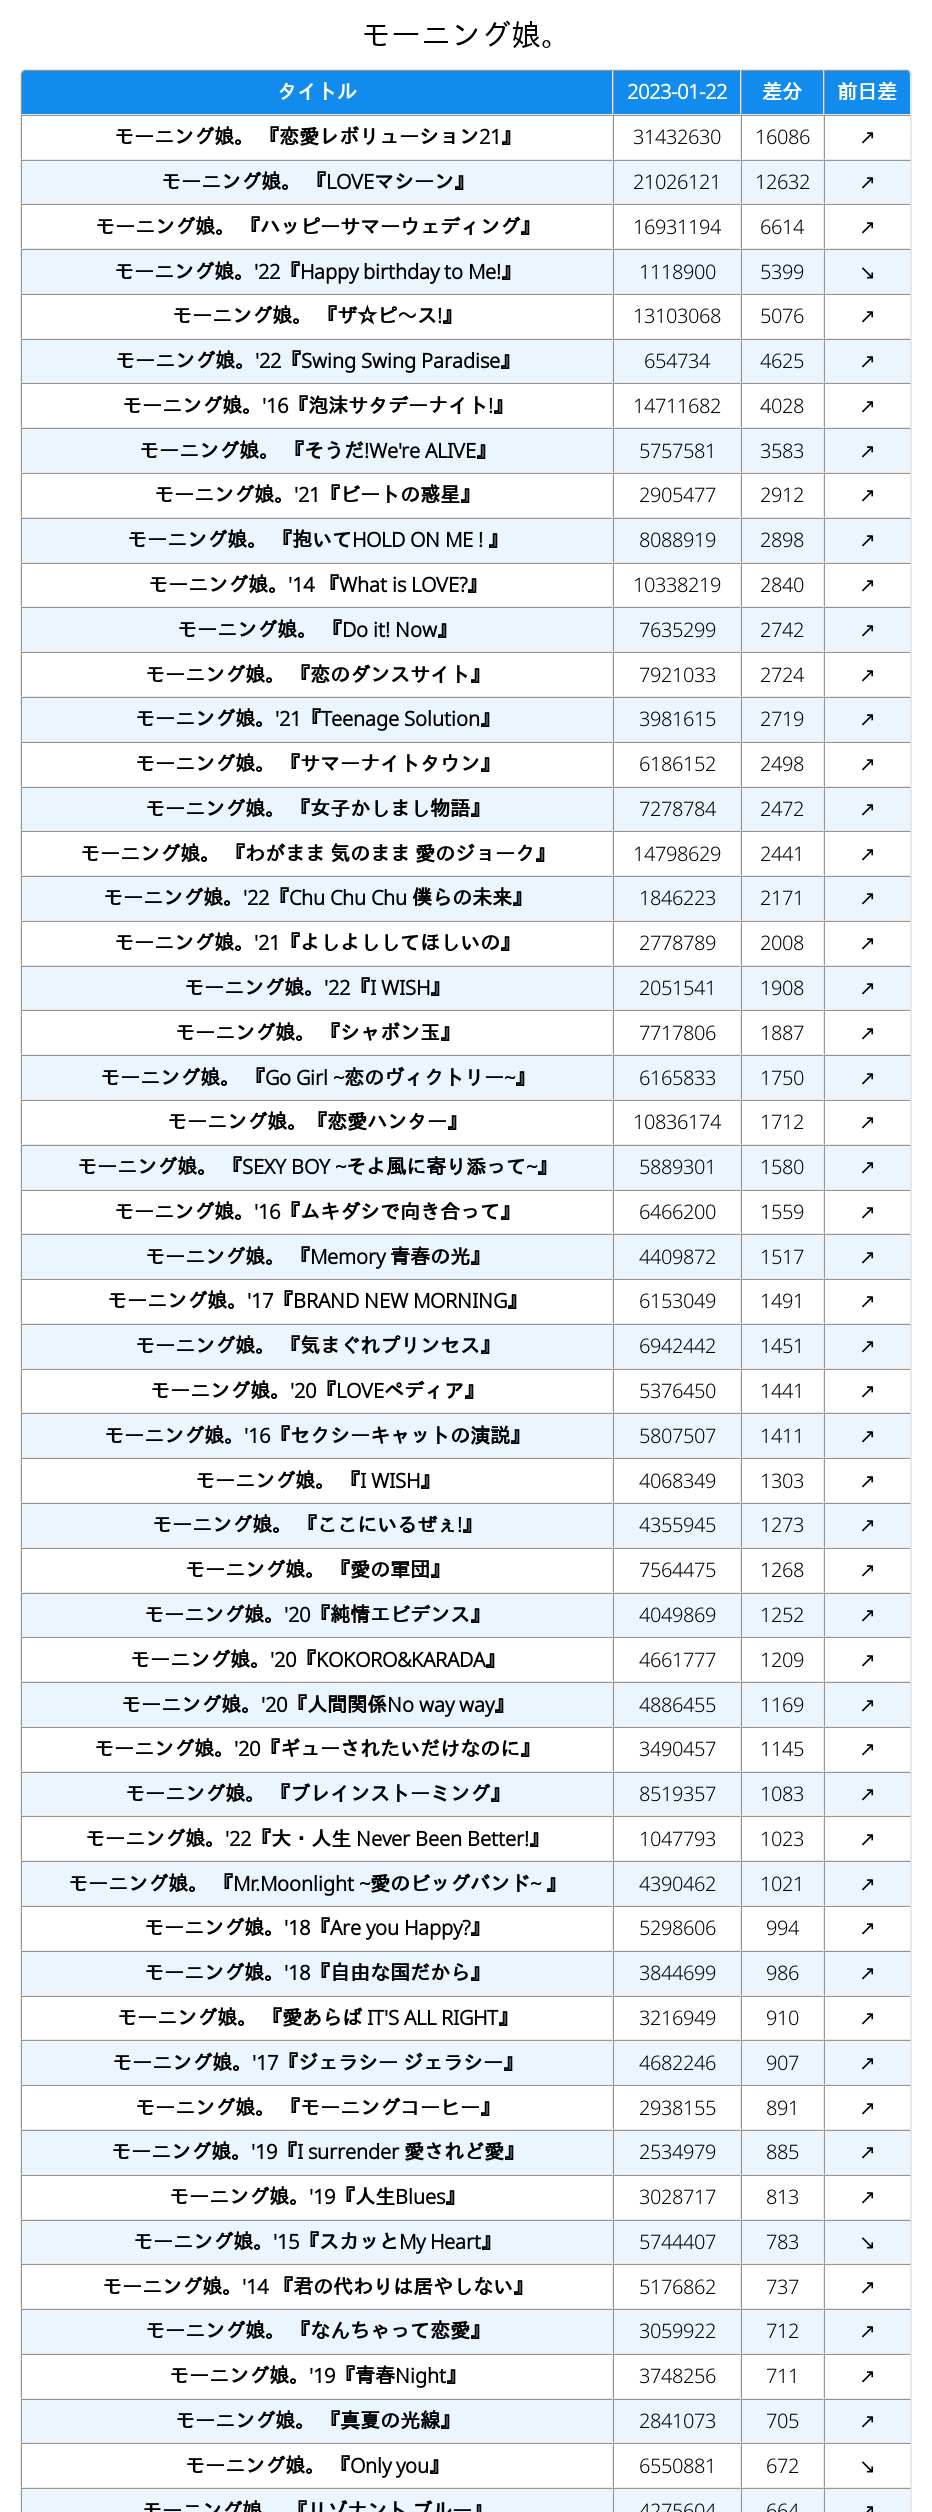 モーニング娘。
タイトル 2023-01-22 差分 前日差
モーニング娘。 『恋愛レボリューション21』 31432630 16086 ↗
モーニング娘。 『LOVEマシーン』 21026121 12632 ↗
モーニング娘。 『ハッピーサマーウェディング』 16931194 6614 ↗
モーニング娘。'22『Happy birthday to Me!』 1118900 5399 ↘
モーニング娘。 『ザ☆ピ〜ス!』 13103068 5076 ↗
モーニング娘。'22『Swing Swing Paradise』 654734 4625 ↗
モーニング娘。'16『泡沫サタデーナイト!』 14711682 4028 ↗
モーニング娘。 『そうだ!We're ALIVE』 5757581 3583 ↗
モーニング娘。'21『ビートの惑星』 2905477 2912 ↗
モーニング娘。 『抱いてHOLD ON ME ! 』 8088919 2898 ↗
モーニング娘。'14 『What is LOVE?』 10338219 2840 ↗
モーニング娘。 『Do it! Now』 7635299 2742 ↗
モーニング娘。 『恋のダンスサイト』 7921033 2724 ↗
モーニング娘。'21『Teenage Solution』 3981615 2719 ↗
モーニング娘。 『サマーナイトタウン』 6186152 2498 ↗
モーニング娘。 『女子かしまし物語』 7278784 2472 ↗
モーニング娘。 『わがまま 気のまま 愛のジョーク』 14798629 2441 ↗
モーニング娘。'22『Chu Chu Chu 僕らの未来』 1846223 2171 ↗
モーニング娘。'21『よしよししてほしいの』 2778789 2008 ↗
モーニング娘。'22『I WISH』 2051541 1908 ↗
モーニング娘。 『シャボン玉』 7717806 1887 ↗
モーニング娘。 『Go Girl ~恋のヴィクトリー~』 6165833 1750 ↗
モーニング娘。『恋愛ハンター』 10836174 1712 ↗
モーニング娘。 『SEXY BOY ~そよ風に寄り添って~』 5889301 1580 ↗
モーニング娘。'16『ムキダシで向き合って』 6466200 1559 ↗
モーニング娘。 『Memory 青春の光』 4409872 1517 ↗
モーニング娘。'17『BRAND NEW MORNING』 6153049 1491 ↗
モーニング娘。 『気まぐれプリンセス』 6942442 1451 ↗
モーニング娘。'20『LOVEペディア』 5376450 1441 ↗
モーニング娘。'16『セクシーキャットの演説』 5807507 1411 ↗
モーニング娘。 『I WISH』 4068349 1303 ↗
モーニング娘。 『ここにいるぜぇ!』 4355945 1273 ↗
モーニング娘。 『愛の軍団』 7564475 1268 ↗
モーニング娘。'20『純情エビデンス』 4049869 1252 ↗
モーニング娘。'20『KOKORO&KARADA』 4661777 1209 ↗
モーニング娘。'20『人間関係No way way』 4886455 1169 ↗
モーニング娘。'20『ギューされたいだけなのに』 3490457 1145 ↗
モーニング娘。 『ブレインストーミング』 8519357 1083 ↗
モーニング娘。'22『大・人生 Never Been Better!』 1047793 1023 ↗
モーニング娘。 『Mr.Moonlight ~愛のビッグバンド~ 』 4390462 1021 ↗
モーニング娘。'18『Are you Happy?』 5298606 994 ↗
モーニング娘。'18『自由な国だから』 3844699 986 ↗
モーニング娘。 『愛あらば IT'S ALL RIGHT』 3216949 910 ↗
モーニング娘。'17『ジェラシー ジェラシー』 4682246 907 ↗
モーニング娘。 『モーニングコーヒー』 2938155 891 ↗
モーニング娘。'19『I surrender 愛されど愛』 2534979 885 ↗
モーニング娘。'19『人生Blues』 3028717 813 ↗
モーニング娘。'15『スカッとMy Heart』 5744407 783 ↘
モーニング娘。'14 『君の代わりは居やしない』 5176862 737 ↗
モーニング娘。 『なんちゃって恋愛』 3059922 712 ↗
モーニング娘。'19『青春Night』 3748256 711 ↗
モーニング娘。 『真夏の光線』 2841073 705 ↗
モーニング娘。 『Only you』 6550881 672 ↘
モーニング娘。 『リゾナント ブルー』 4275604 664 ↗